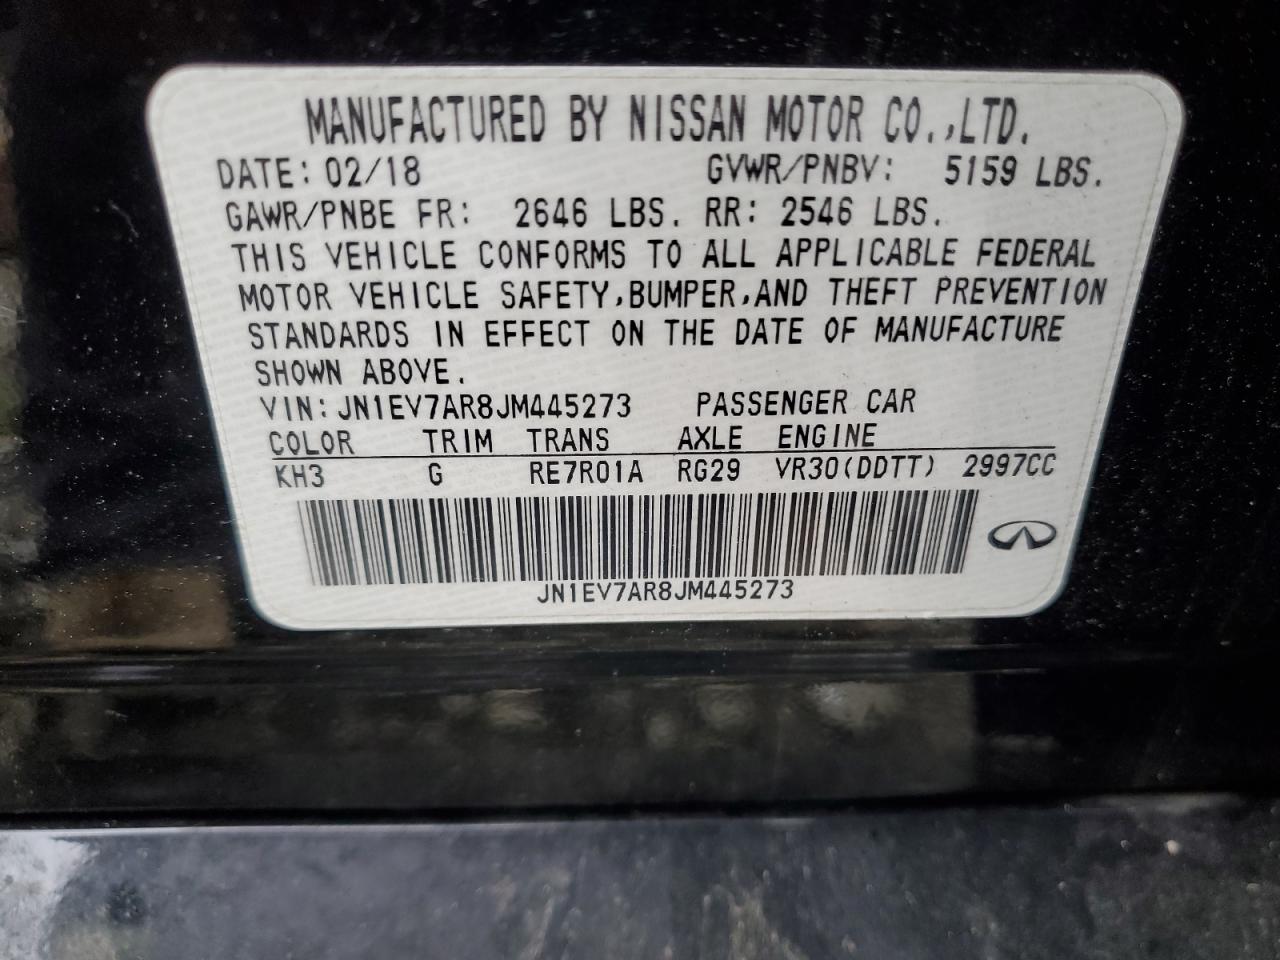 MANUFACTURED BY NISSAN MOTOR CO.,LTD.
DATE: 02/18 GVWR/PNBV: 5159 LBS.
GAWR/PNBE FR: 2646 LBS. RR: 2546 LBS.
THIS VEHICLE CONFORMS TO ALL APPLICABLE FEDERAL
MOTOR VEHICLE SAFETY,BUMPER,AND THEFT PREVENTION
STANDARDS IN EFFECT ON THE DATE OF MANUFACTURE
SHOWN ABOVE.
VIN: JN1EV7AR8JM445273 PASSENGER CAR
COLOR TRIM TRANS AXLE ENGINE
KH3 G RE7R01A RG29 VR30(DDTT) 2997CC
JN1EV7AR8JM445273